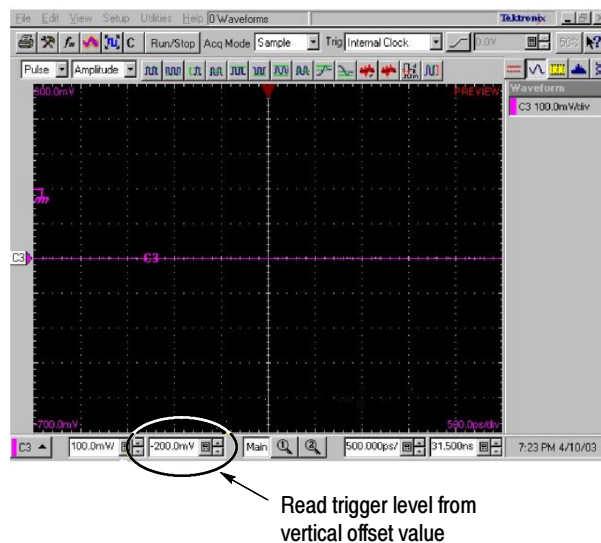 File Edit View Setup Utilities Help 0 Waveforms Tektronix
C Run/Stop Acq Mode Sample Trig Internal Clock 0.0V 50%
Pulse Amplitude
300.0mV PREVIEW
Waveform
C3 100.0mV/div
C3 C3
-700.0mV 500.0ps/div
C3 100.0mV/ -200.0mV Main 1 2 500.000ps/ 31.500ns 7:23 PM 4/10/03
Read trigger level from
vertical offset value